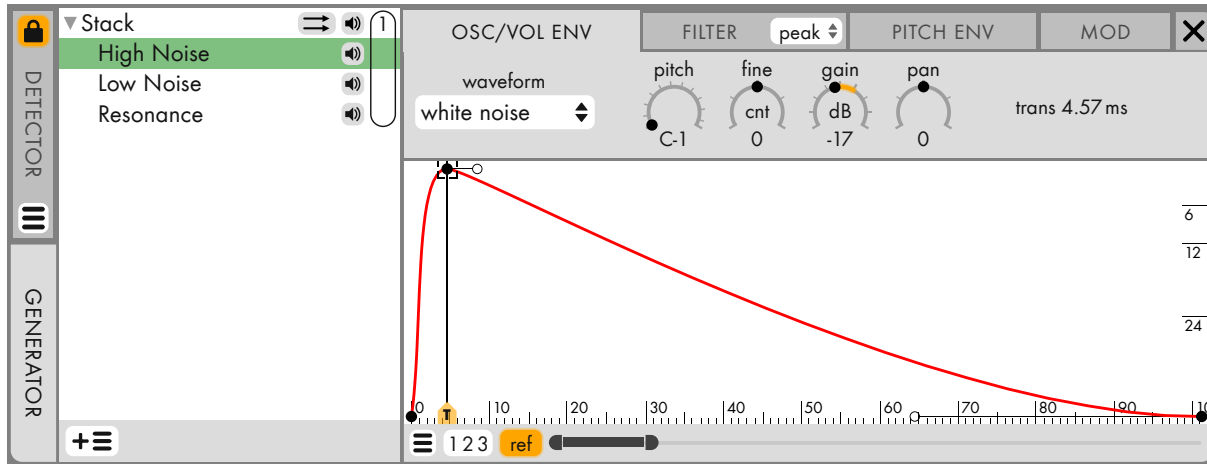 DETECTOR
GENERATOR
Stack 1
High Noise
Low Noise
Resonance
OSC/VOL ENV FILTER peak PITCH ENV MOD
waveform
white noise
pitch fine gain pan
cnt dB
C-1 0 -17 0
trans 4.57 ms
6
12
24
0 10 20 30 40 50 60 70 80 90 10
T
1 2 3 ref